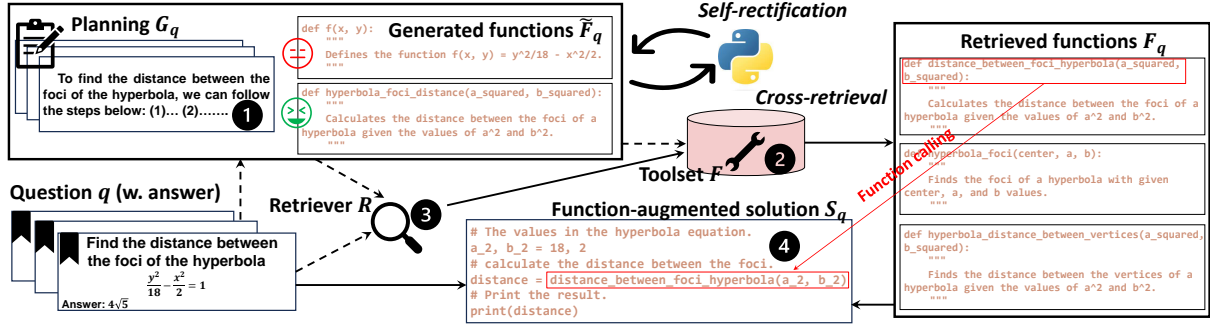 Planning G_q
To find the distance between the
foci of the hyperbola, we can follow
the steps below: (1)… (2)…….
1
Generated functions F̃_q
def f(x, y):
"""
Defines the function f(x, y) = y^2/18 - x^2/2.
"""
def hyperbola_foci_distance(a_squared, b_squared):
"""
Calculates the distance between the foci of a
hyperbola given the values of a^2 and b^2.
"""
Self-rectification
Cross-retrieval
Toolset F
2
Question q (w. answer)
Find the distance between
the foci of the hyperbola
y²/18 − x²/2 = 1
Answer: 4√5
Retriever R
3
Function-augmented solution S_q
# The values in the hyperbola equation.
a_2, b_2 = 18, 2
# calculate the distance between the foci.
distance = distance_between_foci_hyperbola(a_2, b_2)
# Print the result.
print(distance)
4
Function calling
Retrieved functions F_q
def distance_between_foci_hyperbola(a_squared,
b_squared):
"""
Calculates the distance between the foci of a
hyperbola given the values of a^2 and b^2.
"""
def hyperbola_foci(center, a, b):
"""
Finds the foci of a hyperbola with given
center, a, and b values.
"""
def hyperbola_distance_between_vertices(a_squared,
b_squared):
"""
Finds the distance between the vertices of a
hyperbola given the values of a^2 and b^2.
"""